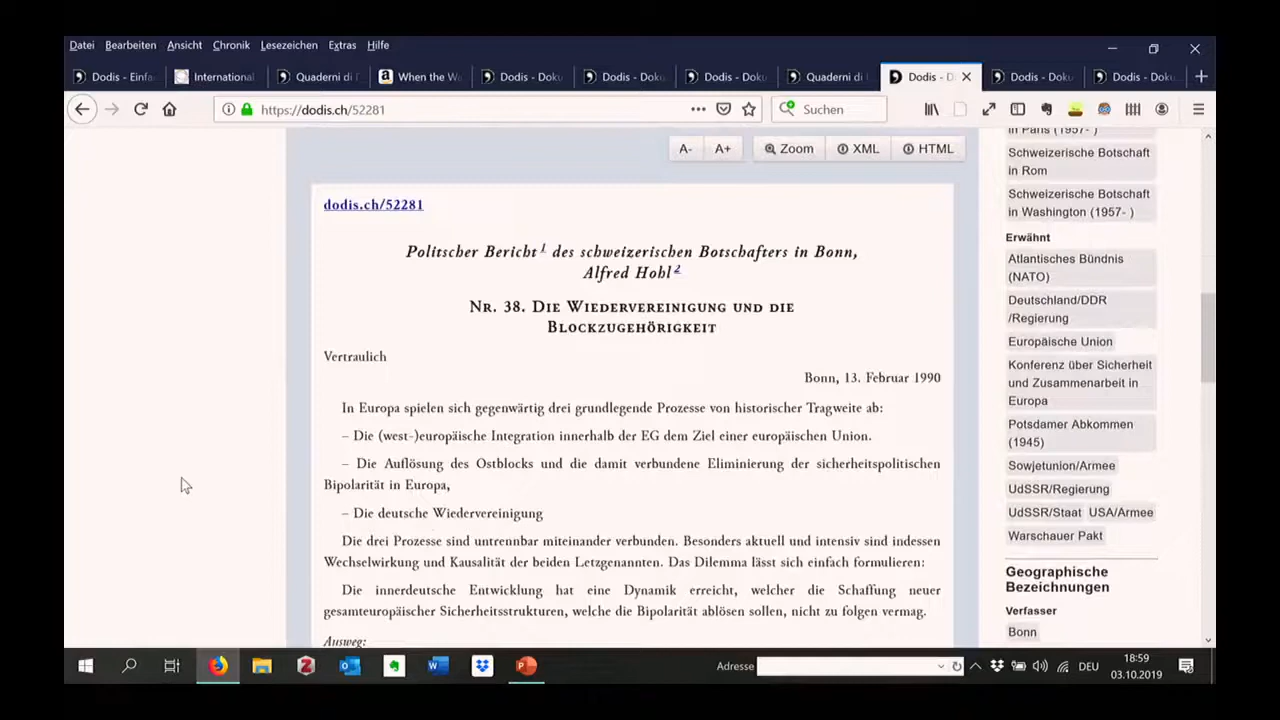 Datei Bearbeiten Ansicht Chronik Lesezeichen Extras Hilfe
Dodis - Einfa International Quaderni di When the Wa Dodis - Doku Dodis - Doku Dodis - Doku Quaderni di Dodis - D Dodis - Doku Dodis - Doku
https://dodis.ch/52281
Suchen
A- A+ Zoom XML HTML
dodis.ch/52281
Politscher Bericht 1 des schweizerischen Botschafters in Bonn,
Alfred Hohl 2
Nr. 38. Die Wiedervereinigung und die
Blockzugehörigkeit
Vertraulich
Bonn, 13. Februar 1990
In Europa spielen sich gegenwärtig drei grundlegende Prozesse von historischer Tragweite ab:
– Die (west-)europäische Integration innerhalb der EG dem Ziel einer europäischen Union.
– Die Auflösung des Ostblocks und die damit verbundene Eliminierung der sicherheitspolitischen
Bipolarität in Europa,
– Die deutsche Wiedervereinigung
Die drei Prozesse sind untrennbar miteinander verbunden. Besonders aktuell und intensiv sind indessen
Wechselwirkung und Kausalität der beiden Letzgenannten. Das Dilemma lässt sich einfach formulieren:
Die innerdeutsche Entwicklung hat eine Dynamik erreicht, welcher die Schaffung neuer
gesamteuropäischer Sicherheitsstrukturen, welche die Bipolarität ablösen sollen, nicht zu folgen vermag.
Ausweg:
in Paris (1957- )
Schweizerische Botschaft
in Rom
Schweizerische Botschaft
in Washington (1957- )
Erwähnt
Atlantisches Bündnis
(NATO)
Deutschland/DDR
/Regierung
Europäische Union
Konferenz über Sicherheit
und Zusammenarbeit in
Europa
Potsdamer Abkommen
(1945)
Sowjetunion/Armee
UdSSR/Regierung
UdSSR/Staat USA/Armee
Warschauer Pakt
Geographische
Bezeichnungen
Verfasser
Bonn
Adresse
DEU
18:59
03.10.2019